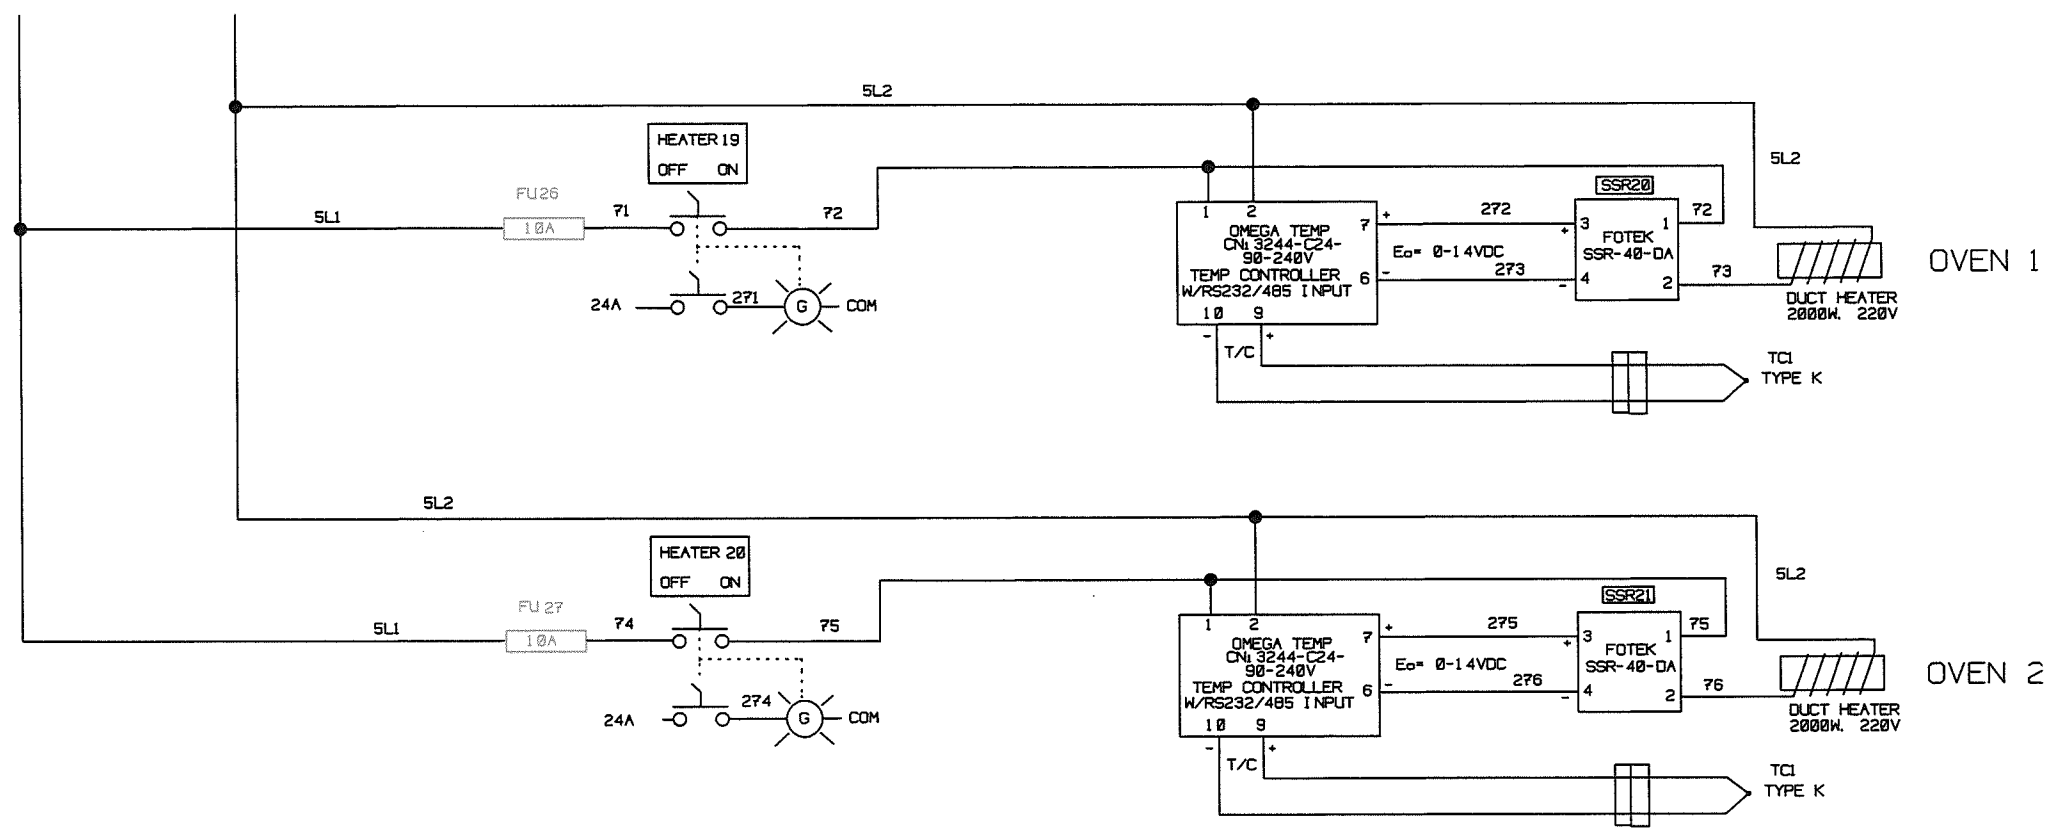 5L2
HEATER 19
OFF ON
5L2
FU26
5L1
10A
71
72
24A
271
G
COM
1 2
OMEGA TEMP
CNi3244-C24-
90-240V
TEMP CONTROLLER
W/RS232/485 INPUT
10 9
7
6
+
-
272
Eo= 0-14VDC
273
SSR20
3 1
+
FOTEK
SSR-40-DA
4
-
2
72
73
DUCT HEATER
2000W. 220V
OVEN 1
- T/C +
TC1
TYPE K
5L2
HEATER 20
OFF ON
5L2
FU 27
5L1
10A
74
75
24A
274
G
COM
1 2
OMEGA TEMP
CNi3244-C24-
90-240V
TEMP CONTROLLER
W/RS232/485 INPUT
10 9
7
6
+
-
275
Eo= 0-14VDC
276
SSR21
3 1
+
FOTEK
SSR-40-DA
4
-
2
75
76
DUCT HEATER
2000W. 220V
OVEN 2
- T/C +
TC1
TYPE K